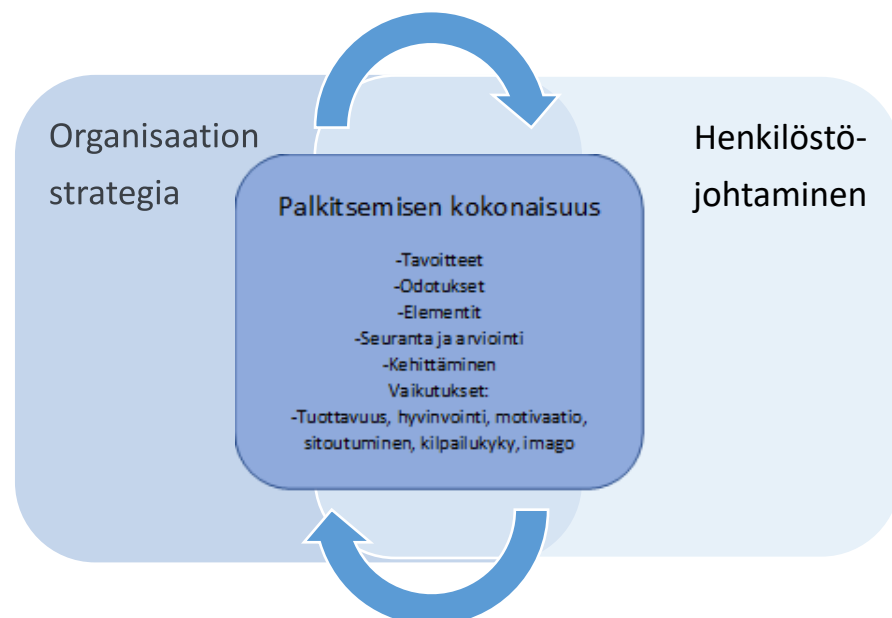 Organisaation
strategia
Henkilöstö-
johtaminen
Palkitsemisen kokonaisuus
-Tavoitteet
-Odotukset
-Elementit
-Seuranta ja arviointi
-Kehittäminen
Vaikutukset:
-Tuottavuus, hyvinvointi, motivaatio,
sitoutuminen, kilpailukyky, imago